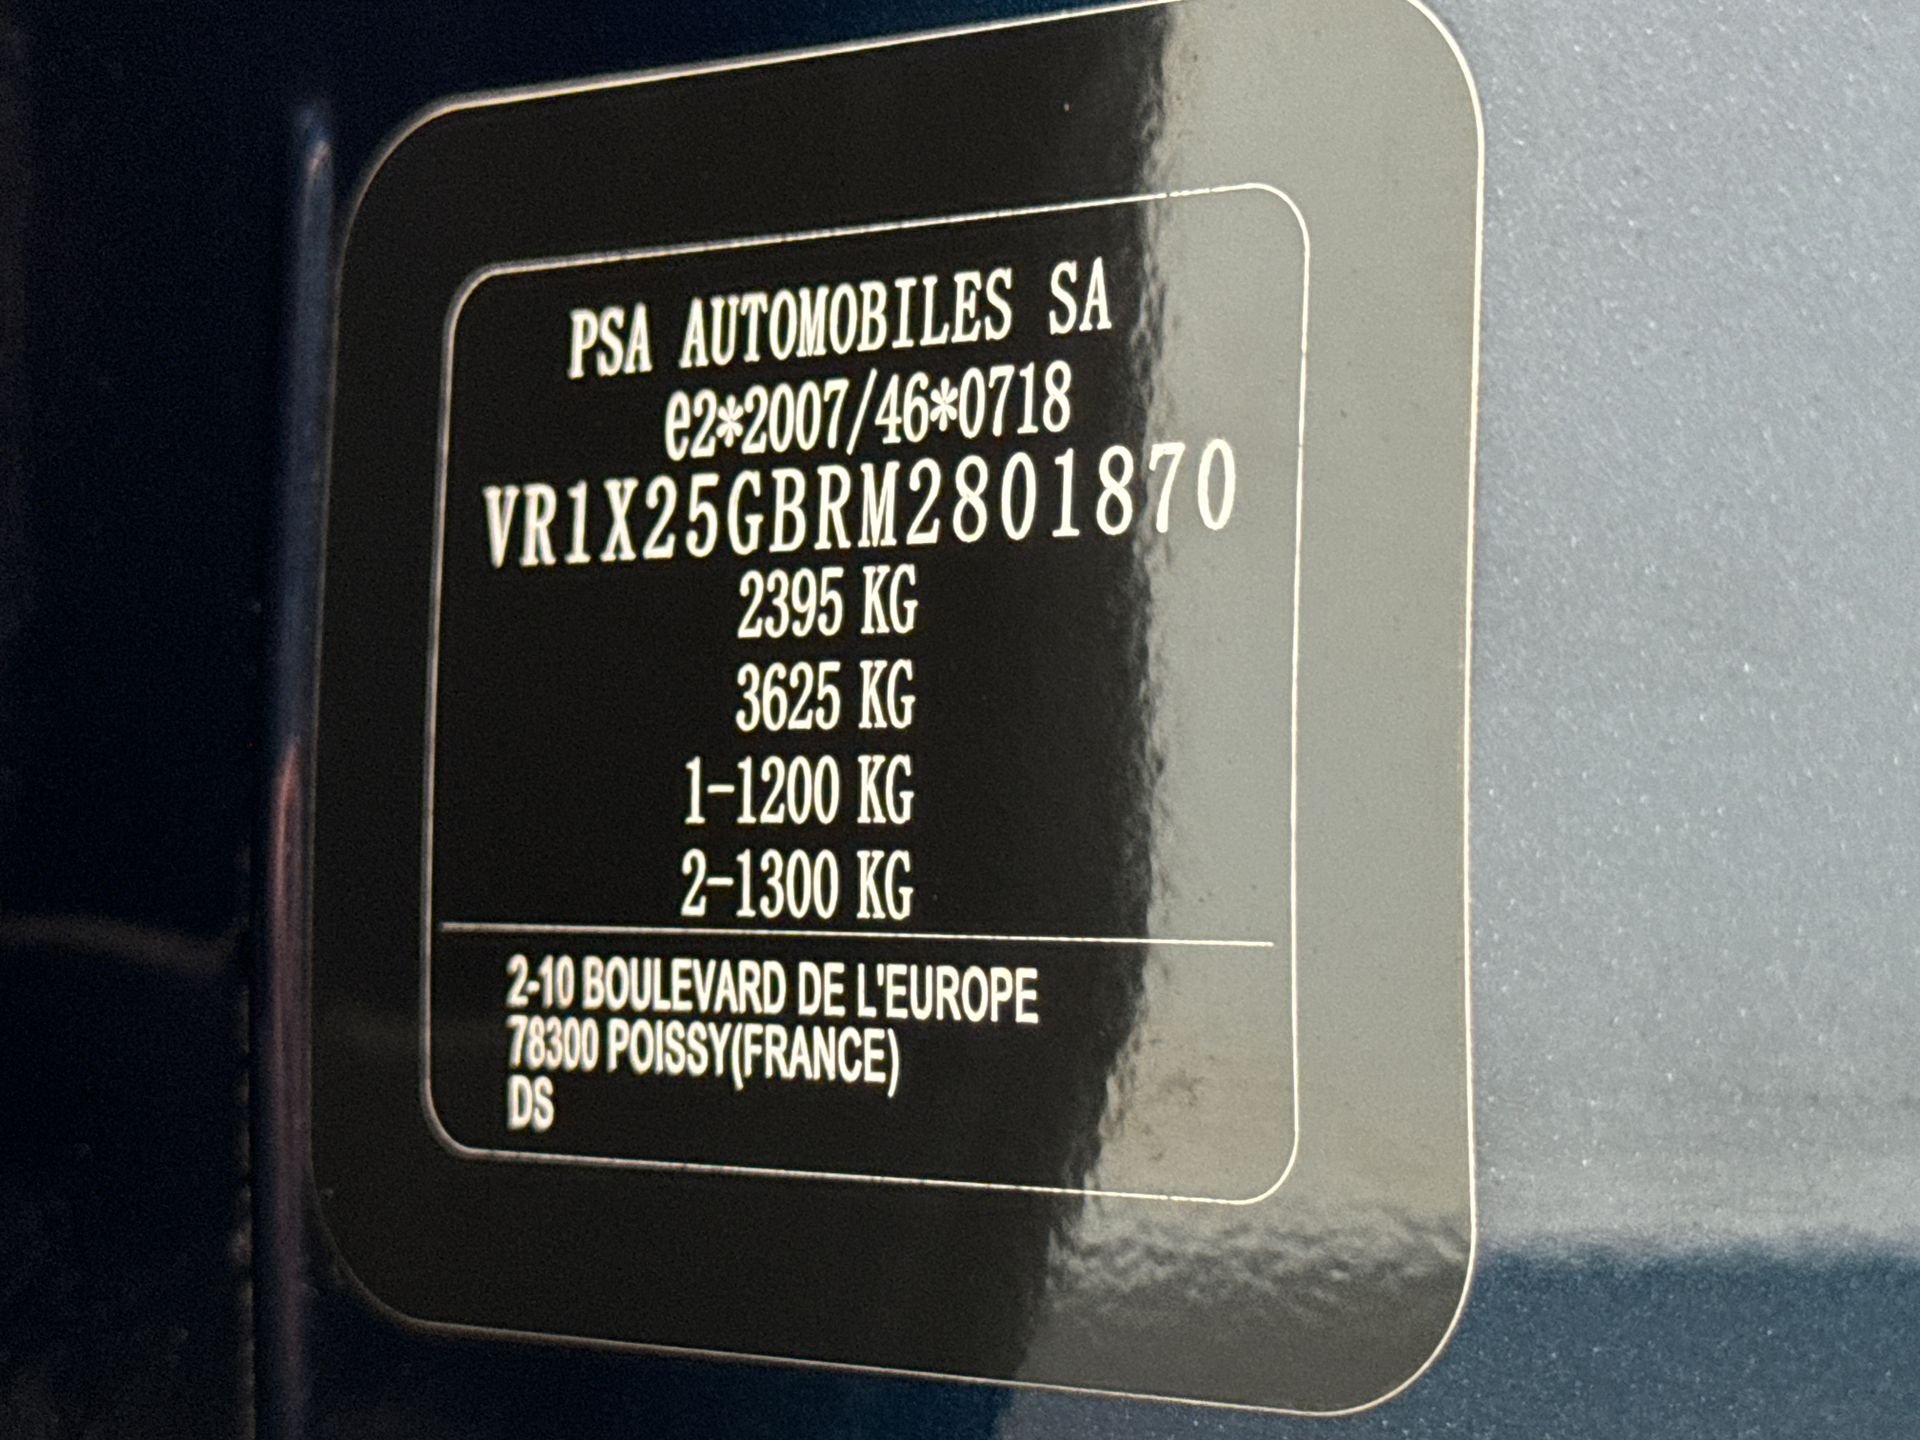 PSA AUTOMOBILES SA
e2*2007/46*0718
VR1X25GBRM2801870
2395 KG
3625 KG
1-1200 KG
2-1300 KG
2-10 BOULEVARD DE L'EUROPE
78300 POISSY(FRANCE)
DS